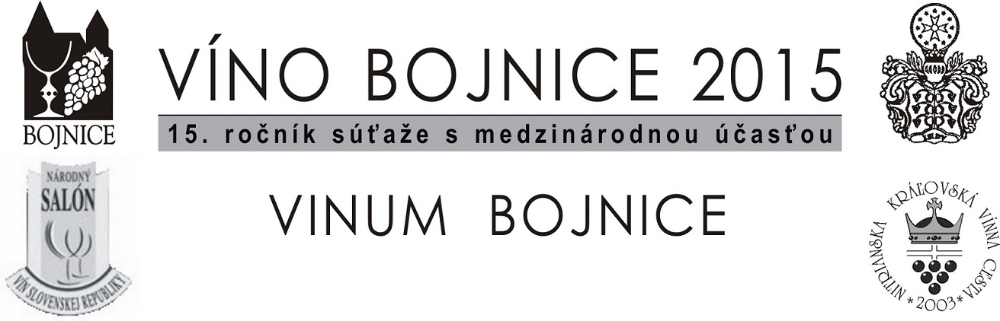 BOJNICE
VÍNO BOJNICE 2015
15. ročník súťaže s medzinárodnou účasťou
NÁRODNÝ
SALÓN
VÍN SLOVENSKEJ REPUBLIKY
VINUM BOJNICE
NITRIANSKA KRÁĽOVSKÁ VÍNNA CESTA
*2003*